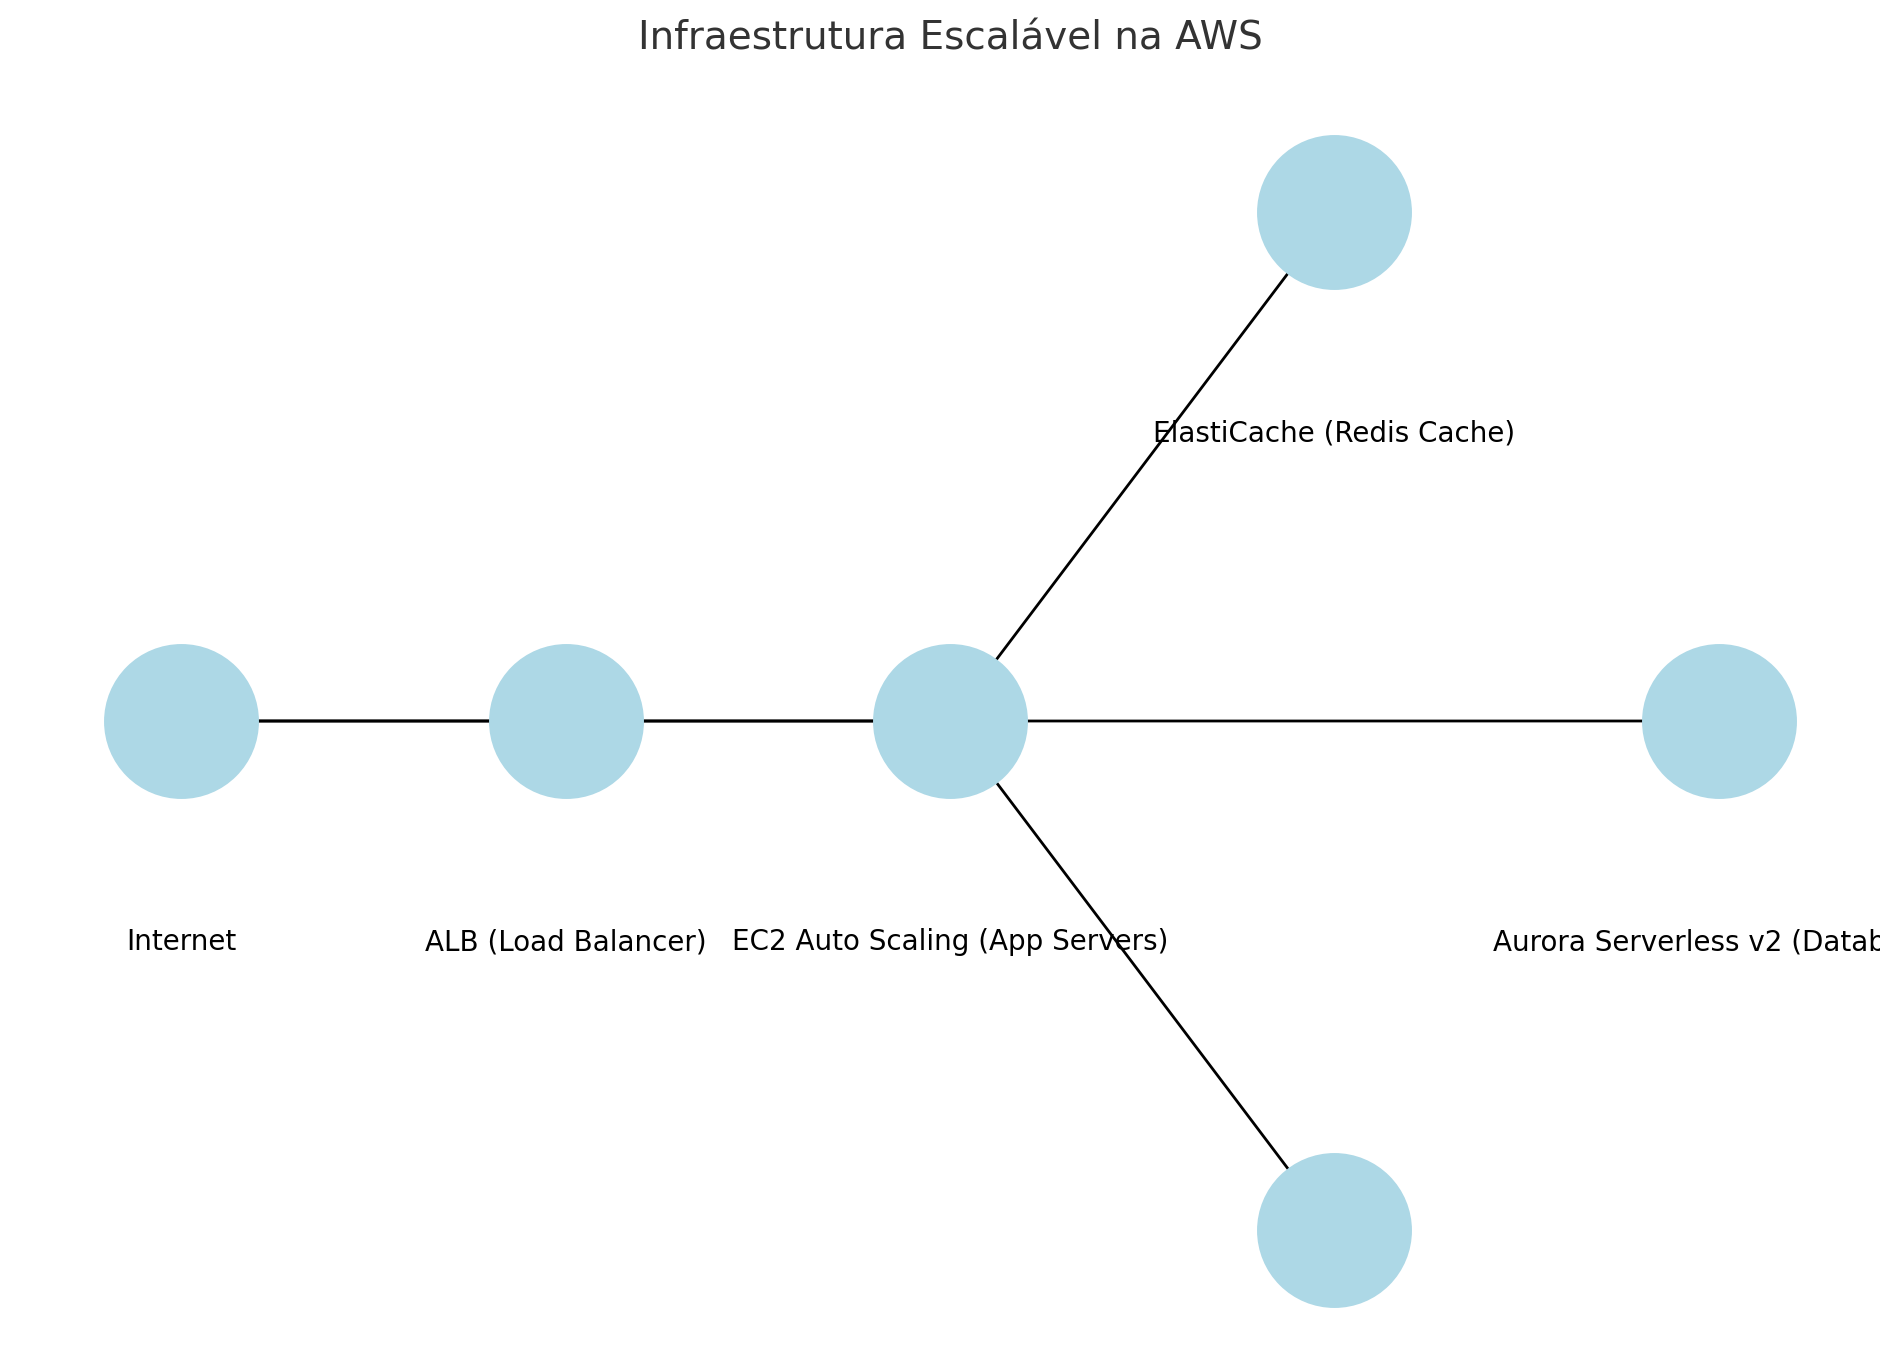 Infraestrutura Escalável na AWS
ElastiCache (Redis Cache)
Internet
ALB (Load Balancer)
EC2 Auto Scaling (App Servers)
Aurora Serverless v2 (Datab